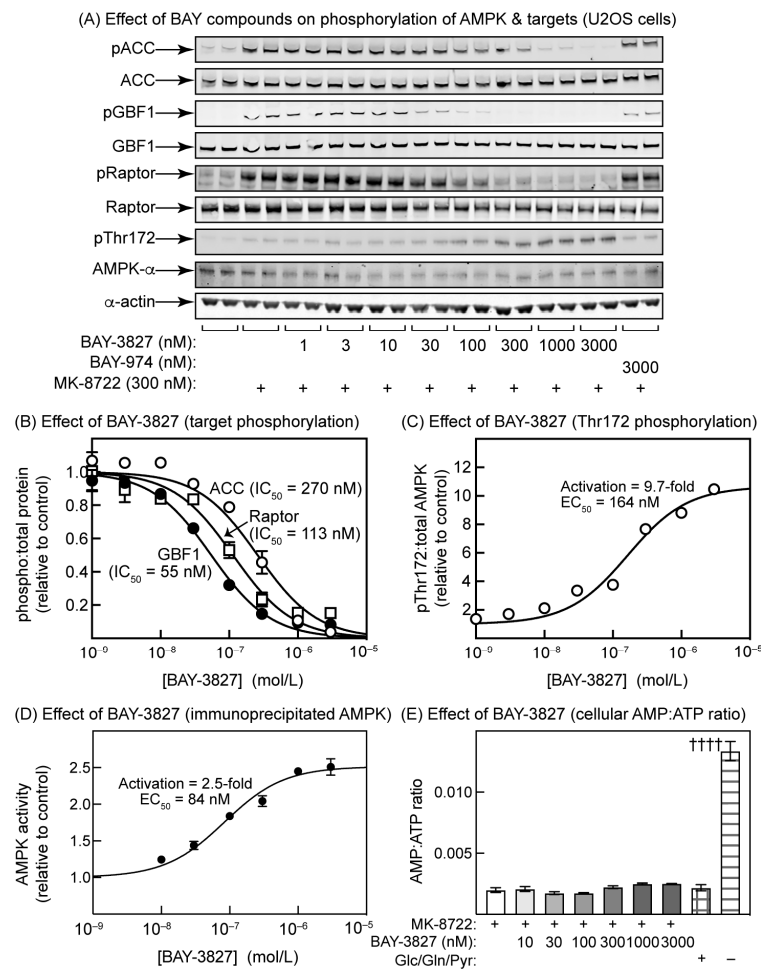 (A) Effect of BAY compounds on phosphorylation of AMPK & targets (U2OS cells)
pACC
ACC
pGBF1
GBF1
pRaptor
Raptor
pThr172
AMPK-α
α-actin
BAY-3827 (nM): 1 3 10 30 100 300 1000 3000
BAY-974 (nM): 3000
MK-8722 (300 nM): + + + + + + + + + +
(B) Effect of BAY-3827 (target phosphorylation)
phospho:total protein
(relative to control)
1.0
0.8
0.6
0.4
0.2
ACC (IC50 = 270 nM)
Raptor
(IC50 = 113 nM)
GBF1
(IC50 = 55 nM)
10⁻⁹ 10⁻⁸ 10⁻⁷ 10⁻⁶ 10⁻⁵
[BAY-3827] (mol/L)
(C) Effect of BAY-3827 (Thr172 phosphorylation)
pThr172:total AMPK
(relative to control)
12
10
8
6
4
2
Activation = 9.7-fold
EC50 = 164 nM
10⁻⁹ 10⁻⁸ 10⁻⁷ 10⁻⁶ 10⁻⁵
[BAY-3827] (mol/L)
(D) Effect of BAY-3827 (immunoprecipitated AMPK)
AMPK activity
(relative to control)
2.5
2.0
1.5
1.0
Activation = 2.5-fold
EC50 = 84 nM
10⁻⁹ 10⁻⁸ 10⁻⁷ 10⁻⁶ 10⁻⁵
[BAY-3827] (mol/L)
(E) Effect of BAY-3827 (cellular AMP:ATP ratio)
AMP:ATP ratio
0.010
0.005
††††
MK-8722: + + + + + + +
BAY-3827 (nM): 10 30 100 300 1000 3000
Glc/Gln/Pyr: + −